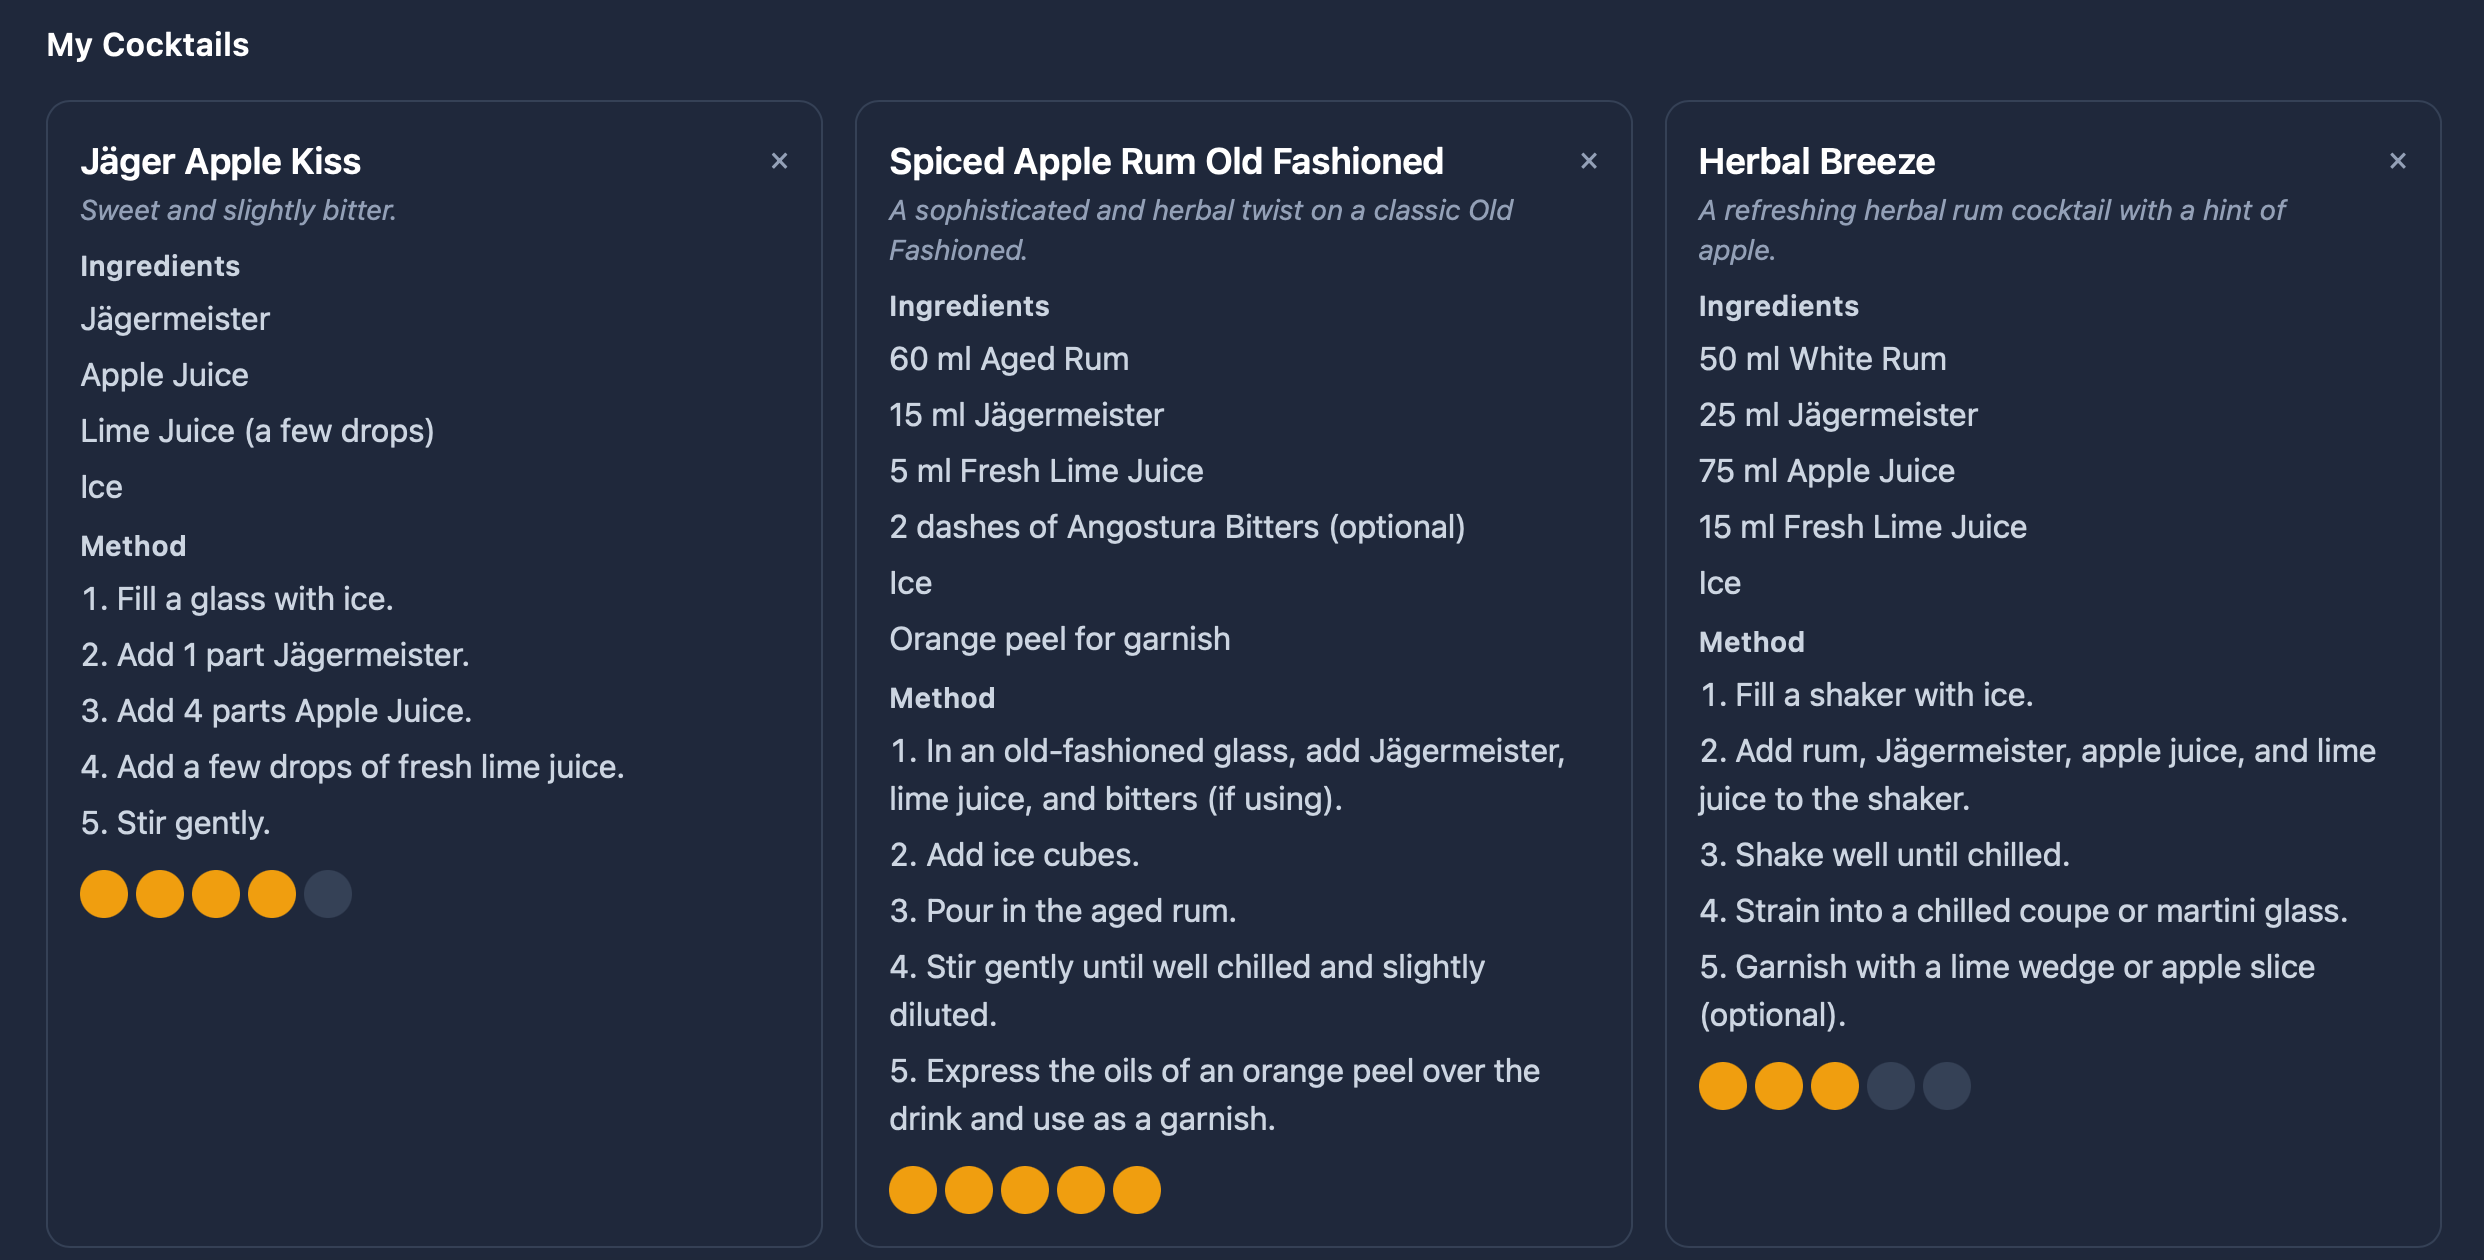 My Cocktails
Jäger Apple Kiss
×
Sweet and slightly bitter.
Ingredients
Jägermeister
Apple Juice
Lime Juice (a few drops)
Ice
Method
1. Fill a glass with ice.
2. Add 1 part Jägermeister.
3. Add 4 parts Apple Juice.
4. Add a few drops of fresh lime juice.
5. Stir gently.
Spiced Apple Rum Old Fashioned
×
A sophisticated and herbal twist on a classic Old
Fashioned.
Ingredients
60 ml Aged Rum
15 ml Jägermeister
5 ml Fresh Lime Juice
2 dashes of Angostura Bitters (optional)
Ice
Orange peel for garnish
Method
1. In an old-fashioned glass, add Jägermeister,
lime juice, and bitters (if using).
2. Add ice cubes.
3. Pour in the aged rum.
4. Stir gently until well chilled and slightly
diluted.
5. Express the oils of an orange peel over the
drink and use as a garnish.
Herbal Breeze
×
A refreshing herbal rum cocktail with a hint of
apple.
Ingredients
50 ml White Rum
25 ml Jägermeister
75 ml Apple Juice
15 ml Fresh Lime Juice
Ice
Method
1. Fill a shaker with ice.
2. Add rum, Jägermeister, apple juice, and lime
juice to the shaker.
3. Shake well until chilled.
4. Strain into a chilled coupe or martini glass.
5. Garnish with a lime wedge or apple slice
(optional).